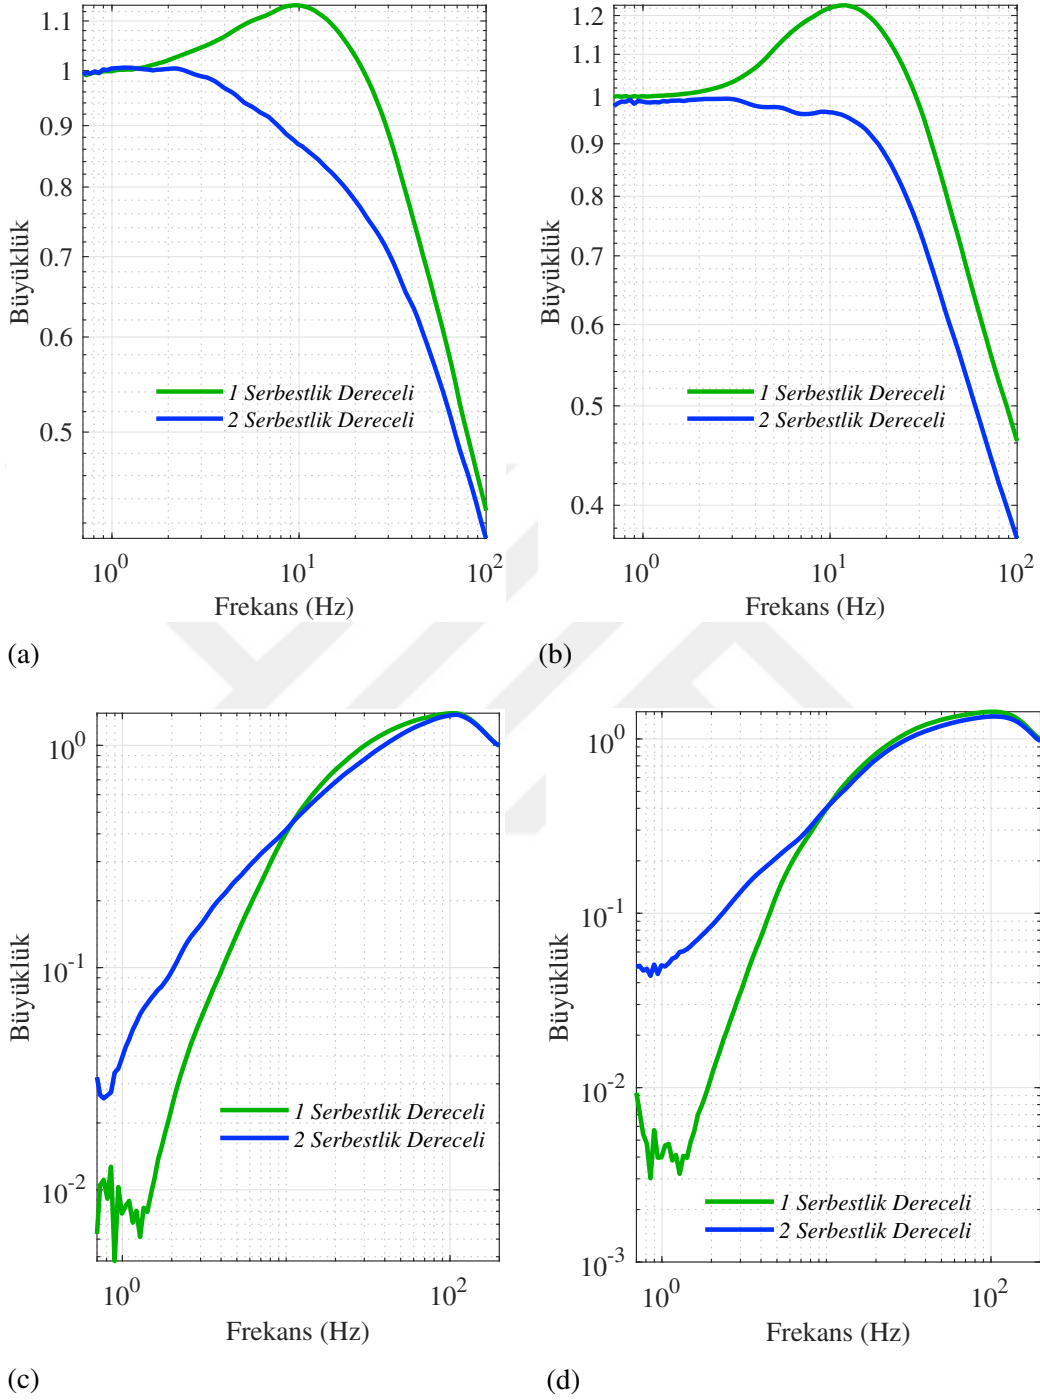 1.1
1
0.9
0.8
0.7
0.6
0.5
Büyüklük
1 Serbestlik Dereceli
2 Serbestlik Dereceli
10^0
10^1
10^2
Frekans (Hz)
(a)
1.2
1.1
1
0.9
0.8
0.7
0.6
0.5
0.4
Büyüklük
1 Serbestlik Dereceli
2 Serbestlik Dereceli
10^0
10^1
10^2
Frekans (Hz)
(b)
10^0
10^-1
10^-2
Büyüklük
1 Serbestlik Dereceli
2 Serbestlik Dereceli
10^0
10^2
Frekans (Hz)
(c)
10^0
10^-1
10^-2
10^-3
Büyüklük
1 Serbestlik Dereceli
2 Serbestlik Dereceli
10^0
10^2
Frekans (Hz)
(d)